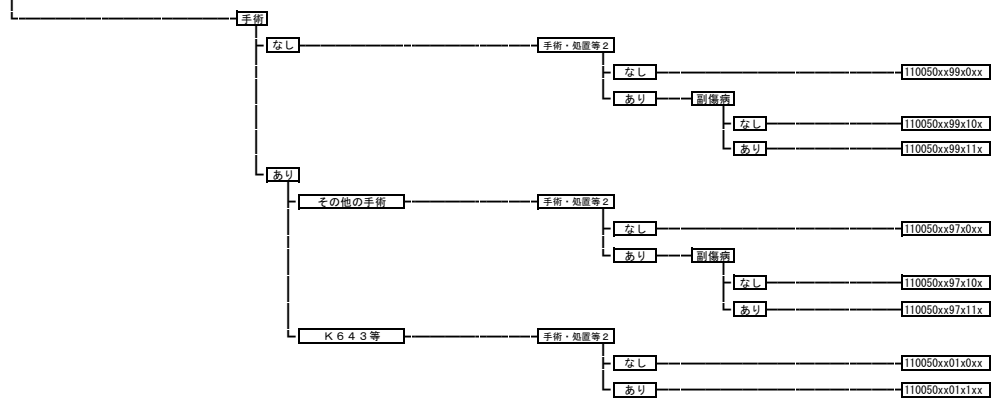 手術
なし
手術・処置等２
なし
110050xx99x0xx
あり
副傷病
なし
110050xx99x10x
あり
110050xx99x11x
あり
その他の手術
手術・処置等２
なし
110050xx97x0xx
あり
副傷病
なし
110050xx97x10x
あり
110050xx97x11x
Ｋ６４３等
手術・処置等２
なし
110050xx01x0xx
あり
110050xx01x1xx